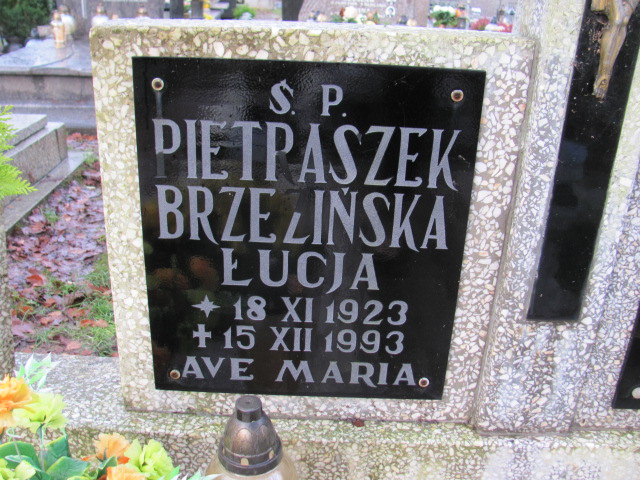 Ś. P.
PIETRASZEK
BRZEZIŃSKA
ŁUCJA
18 XI 1923
15 XII 1993
AVE MARIA